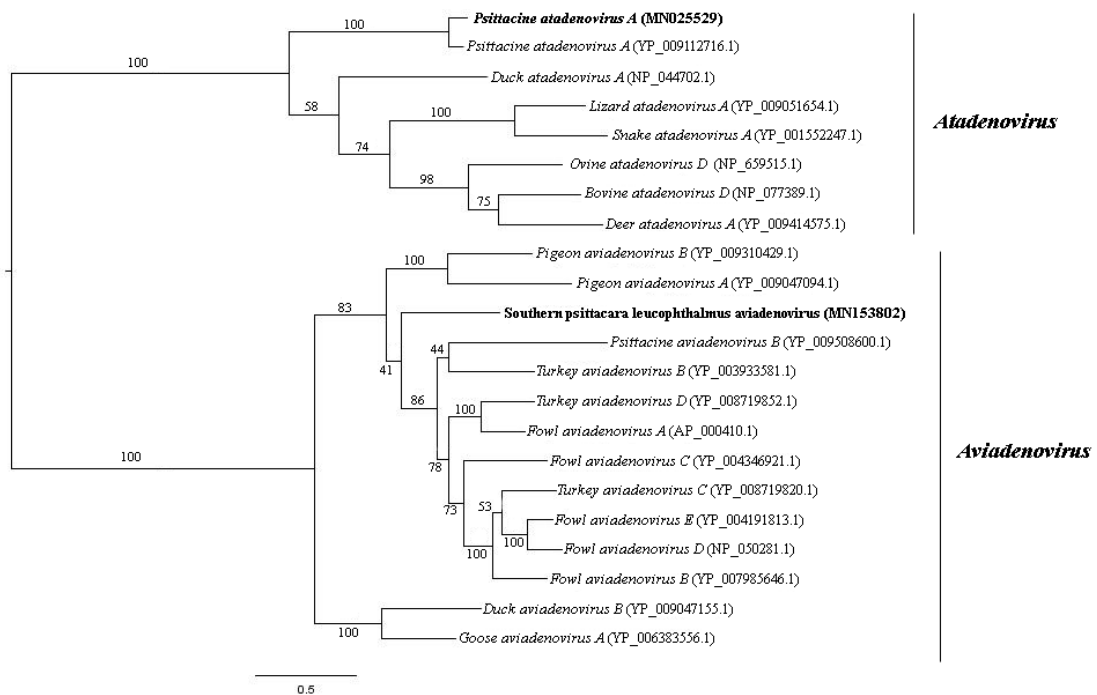 Psittacine atadenovirus A (MN025529)
100
Psittacine atadenovirus A (YP_009112716.1)
100
Duck atadenovirus A (NP_044702.1)
58
Lizard atadenovirus A (YP_009051654.1)
100
Atadenovirus
Snake atadenovirus A (YP_001552247.1)
74
Ovine atadenovirus D (NP_659515.1)
98
Bovine atadenovirus D (NP_077389.1)
75
Deer atadenovirus A (YP_009414575.1)
Pigeon aviadenovirus B (YP_009310429.1)
100
Pigeon aviadenovirus A (YP_009047094.1)
83
Southern psittacara leucophthalmus aviadenovirus (MN153802)
Psittacine aviadenovirus B (YP_009508600.1)
44
41
Turkey aviadenovirus B (YP_003933581.1)
86
Turkey aviadenovirus D (YP_008719852.1)
100
Fowl aviadenovirus A (AP_000410.1)
Aviadenovirus
100
78
Fowl aviadenovirus C (YP_004346921.1)
Turkey aviadenovirus C (YP_008719820.1)
53
73
Fowl aviadenovirus E (YP_004191813.1)
100
Fowl aviadenovirus D (NP_050281.1)
100
Fowl aviadenovirus B (YP_007985646.1)
Duck aviadenovirus B (YP_009047155.1)
100
Goose aviadenovirus A (YP_006383556.1)
0.5